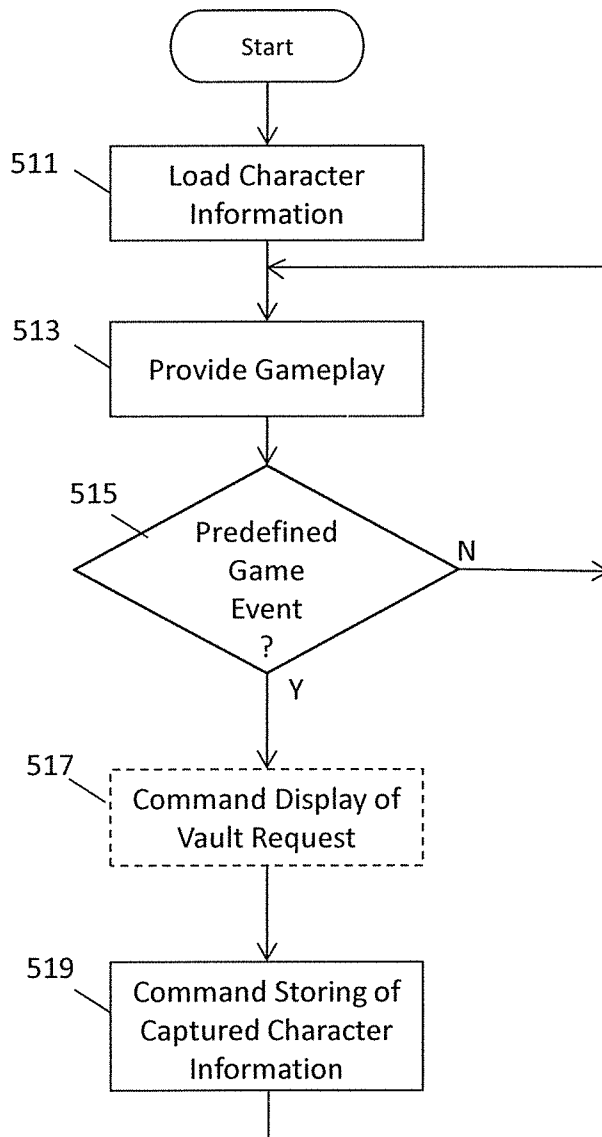 Start
511
Load Character
Information
513
Provide Gameplay
515
Predefined
Game
Event
?
N
Y
517
Command Display of
Vault Request
519
Command Storing of
Captured Character
Information